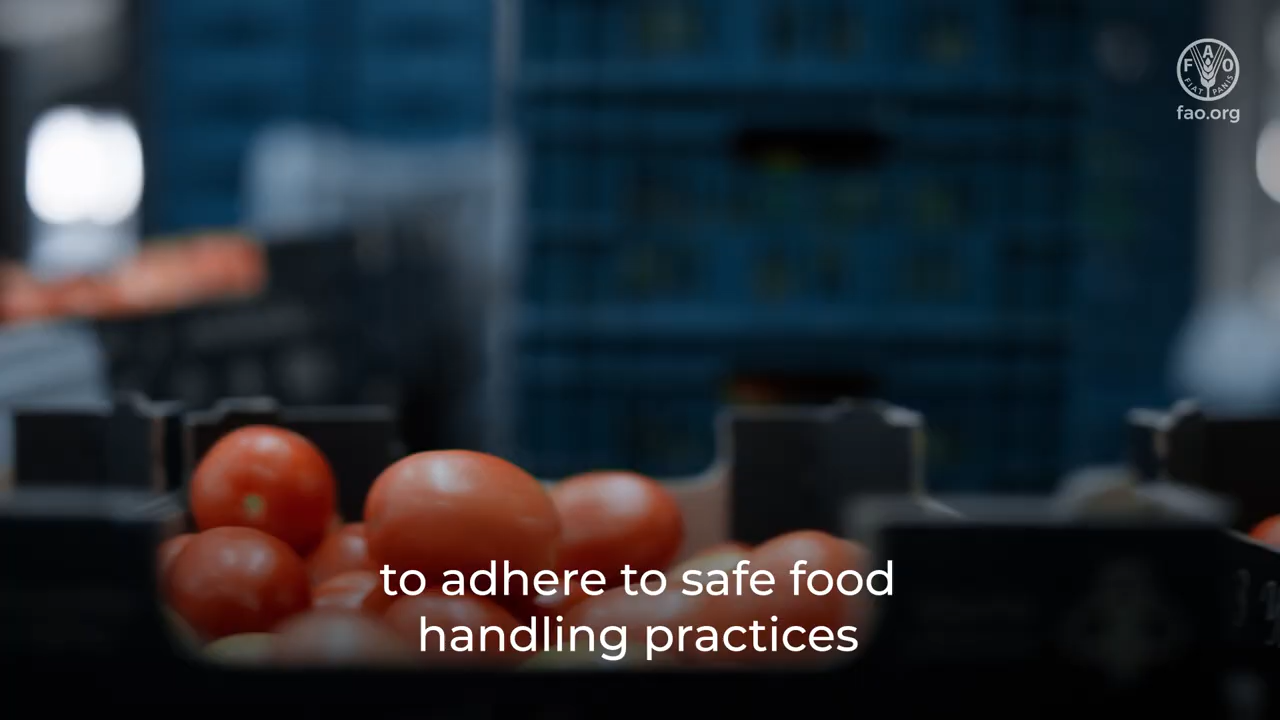 F A O
FIAT PANIS
fao.org
to adhere to safe food
handling practices